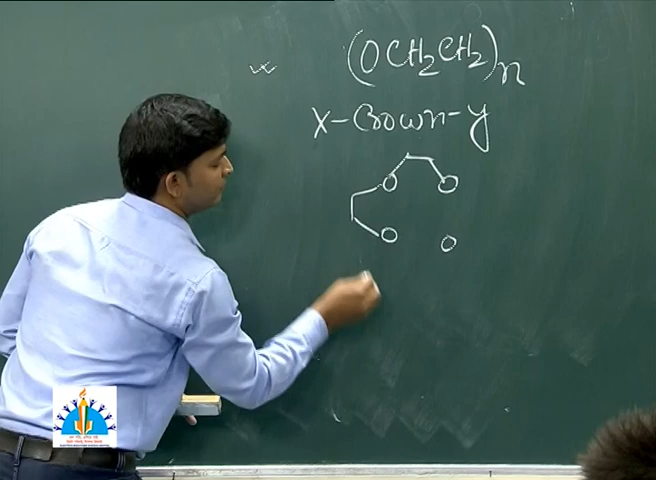 (OCH₂CH₂)n
X-Crown-y
O O
O O